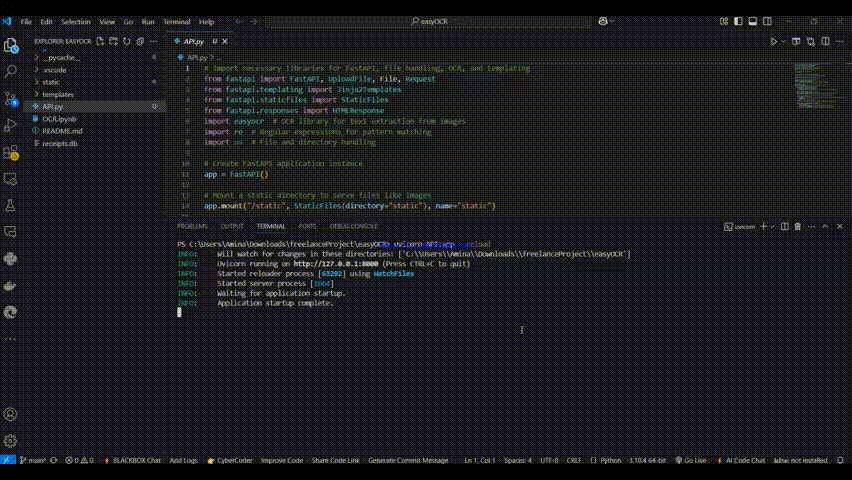 File Edit Selection View Go Run Terminal Help
easyOCR
EXPLORER: EASYOCR
API.py U
__pycache__
.vscode
static
templates
API.py U
OCR.ipynb
README.md
receipts.db
API.py > ...
1 # Import necessary libraries for FastAPI, file handling, OCR, and templating
2 from fastapi import FastAPI, UploadFile, File, Request
3 from fastapi.templating import Jinja2Templates
4 from fastapi.staticfiles import StaticFiles
5 from fastapi.responses import HTMLResponse
6 import easyocr # OCR library for text extraction from images
7 import re # Regular expressions for pattern matching
8 import os # File and directory handling
9
10 # Create FastAPI application instance
11 app = FastAPI()
12
13 # Mount a static directory to serve files like images
14 app.mount("/static", StaticFiles(directory="static"), name="static")
PROBLEMS OUTPUT TERMINAL PORTS DEBUG CONSOLE
uvicorn
PS C:\Users\Amina\Downloads\freelanceProject\easyOCR> uvicorn API:app --reload
INFO: Will watch for changes in these directories: ['C:\\Users\\Amina\\Downloads\\freelanceProject\\easyOCR']
INFO: Uvicorn running on http://127.0.0.1:8000 (Press CTRL+C to quit)
INFO: Started reloader process [63292] using WatchFiles
INFO: Started server process [1664]
INFO: Waiting for application startup.
INFO: Application startup complete.
main* 0 0 BLACKBOX Chat Add Logs CyberCoder Improve Code Share Code Link Generate Commit Message Ln 1, Col 1 Spaces: 4 UTF-8 CRLF Python 3.10.4 64-bit Go Live AI Code Chat not installed